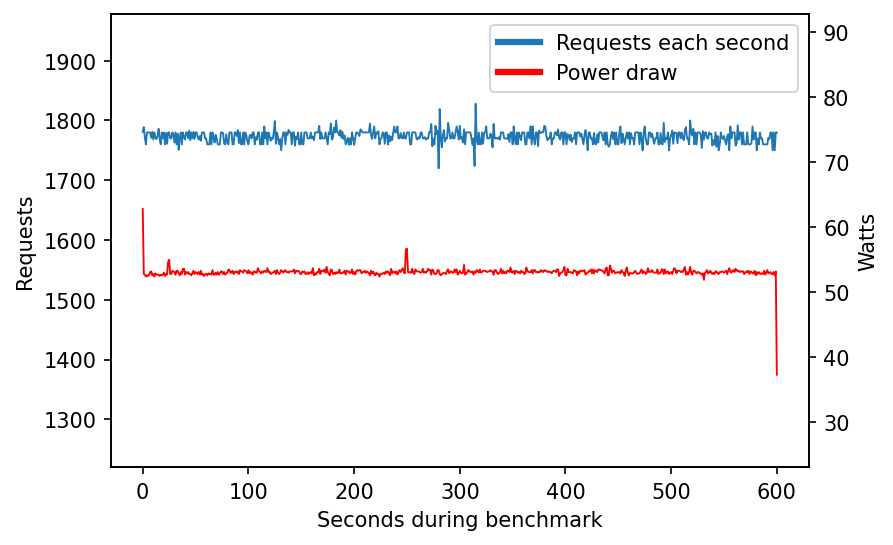 Requests each second
Power draw
1900
1800
1700
1600
1500
1400
1300
Requests
90
80
70
60
50
40
30
Watts
0 100 200 300 400 500 600
Seconds during benchmark